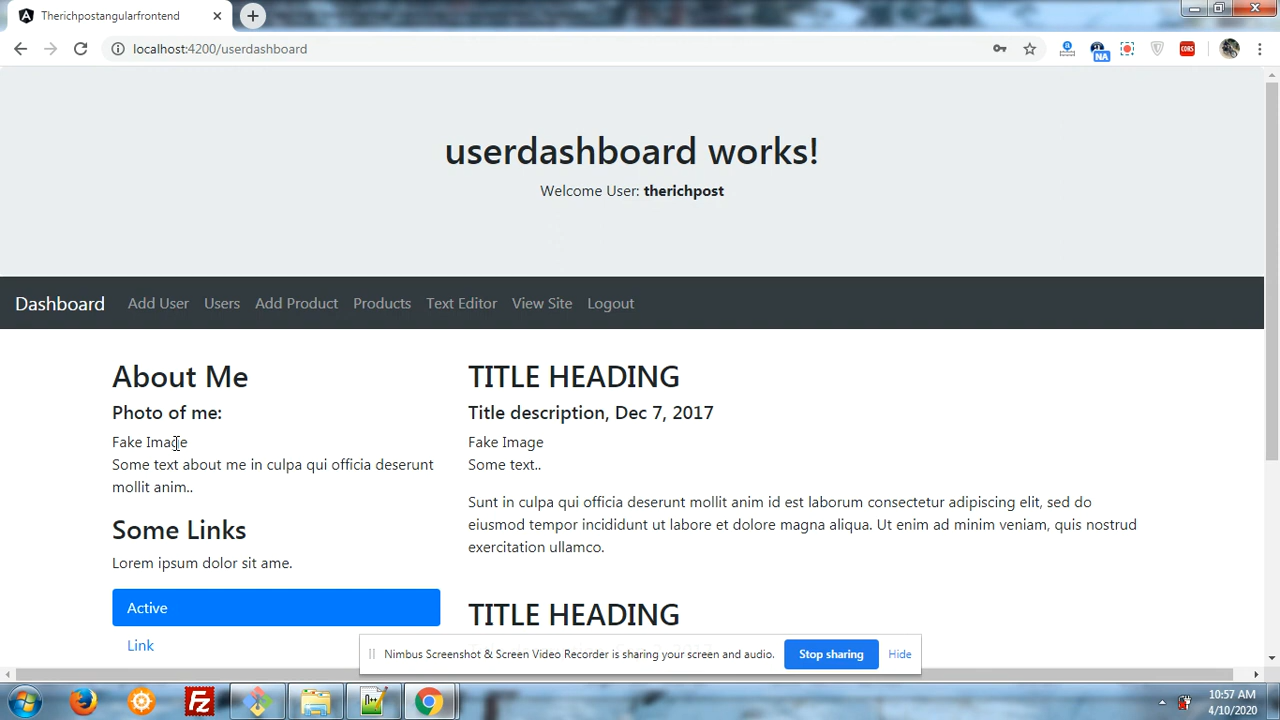 Therichpostangularfrontend
localhost:4200/userdashboard
NA
CORS
userdashboard works!
Welcome User: therichpost
Dashboard Add User Users Add Product Products Text Editor View Site Logout
About Me
Photo of me:
Fake Image
Some text about me in culpa qui officia deserunt
mollit anim..
Some Links
Lorem ipsum dolor sit ame.
Active
Link
TITLE HEADING
Title description, Dec 7, 2017
Fake Image
Some text..
Sunt in culpa qui officia deserunt mollit anim id est laborum consectetur adipiscing elit, sed do
eiusmod tempor incididunt ut labore et dolore magna aliqua. Ut enim ad minim veniam, quis nostrud
exercitation ullamco.
TITLE HEADING
Nimbus Screenshot & Screen Video Recorder is sharing your screen and audio. Stop sharing Hide
10:57 AM
4/10/2020